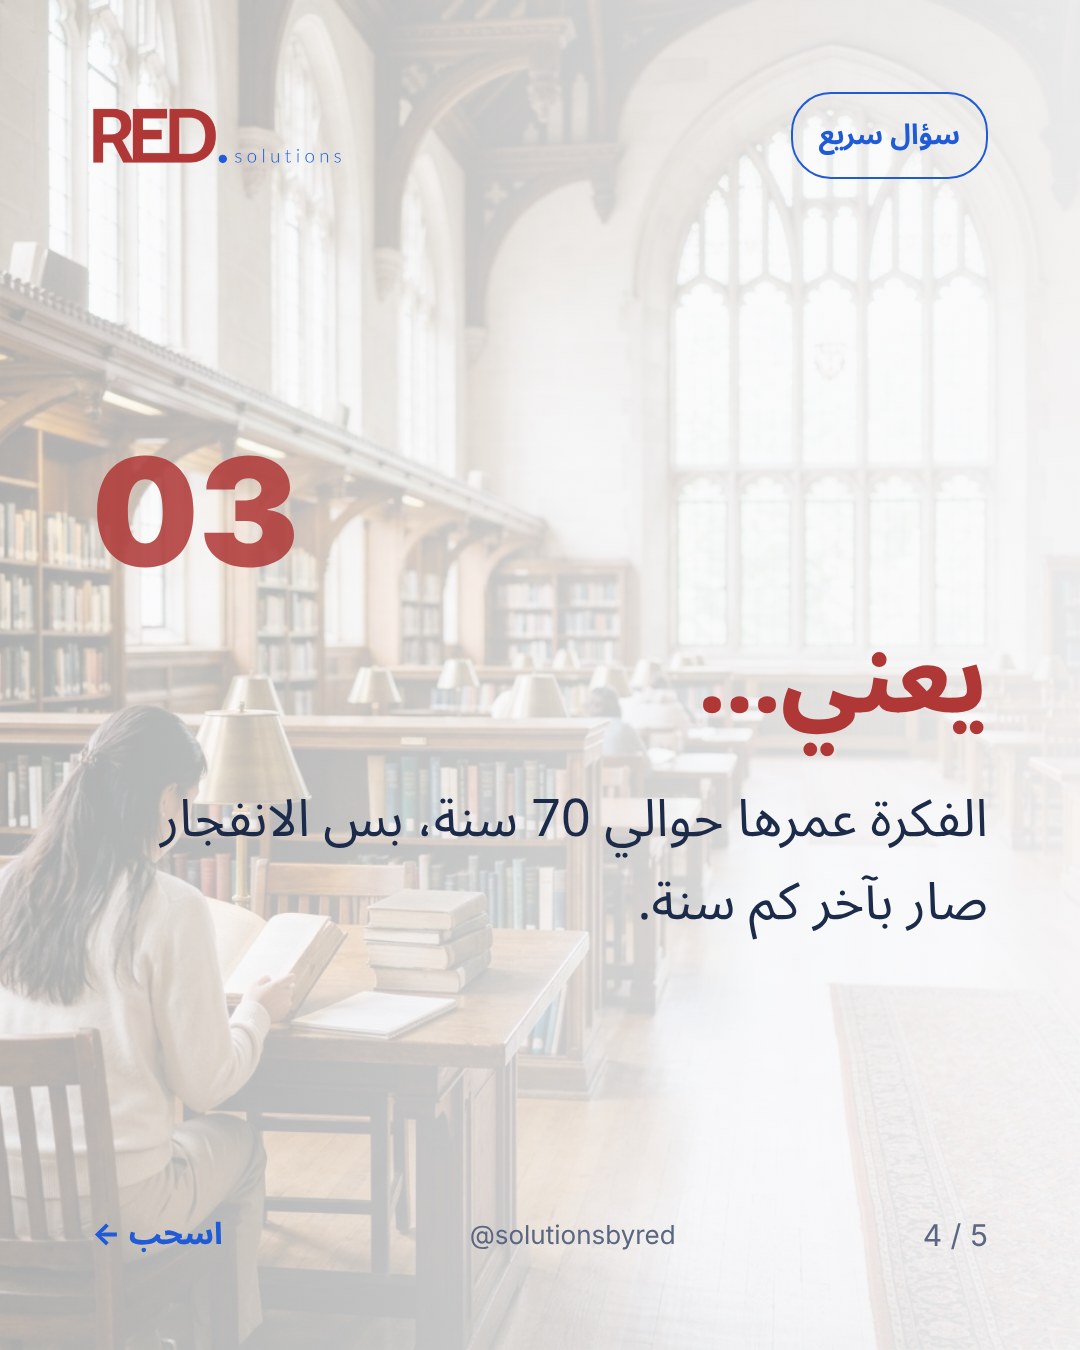 RED.solutions
سؤال سريع
03
يعني...
الفكرة عمرها حوالي 70 سنة، بس الانفجار
صار بآخر كم سنة.
اسحب ←
@solutionsbyred
4 / 5